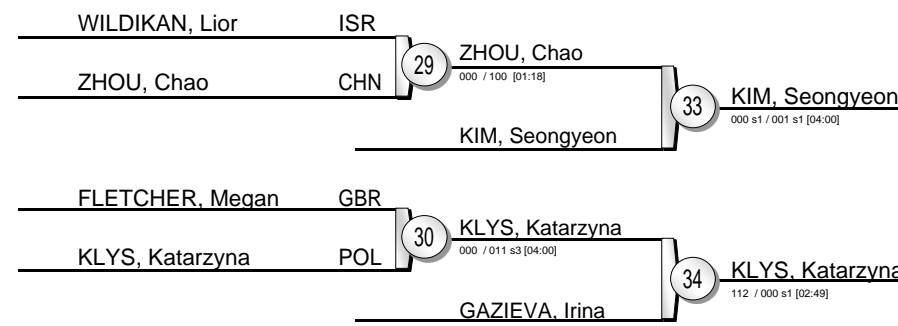 WILDIKAN, Lior ISR
ZHOU, Chao CHN
29
ZHOU, Chao
000 / 100 [01:18]
KIM, Seongyeon
33
KIM, Seongyeon
000 s1 / 001 s1 [04:00]
FLETCHER, Megan GBR
KLYS, Katarzyna POL
30
KLYS, Katarzyna
000 / 011 s3 [04:00]
GAZIEVA, Irina
34
KLYS, Katarzyna
112 / 000 s1 [02:49]